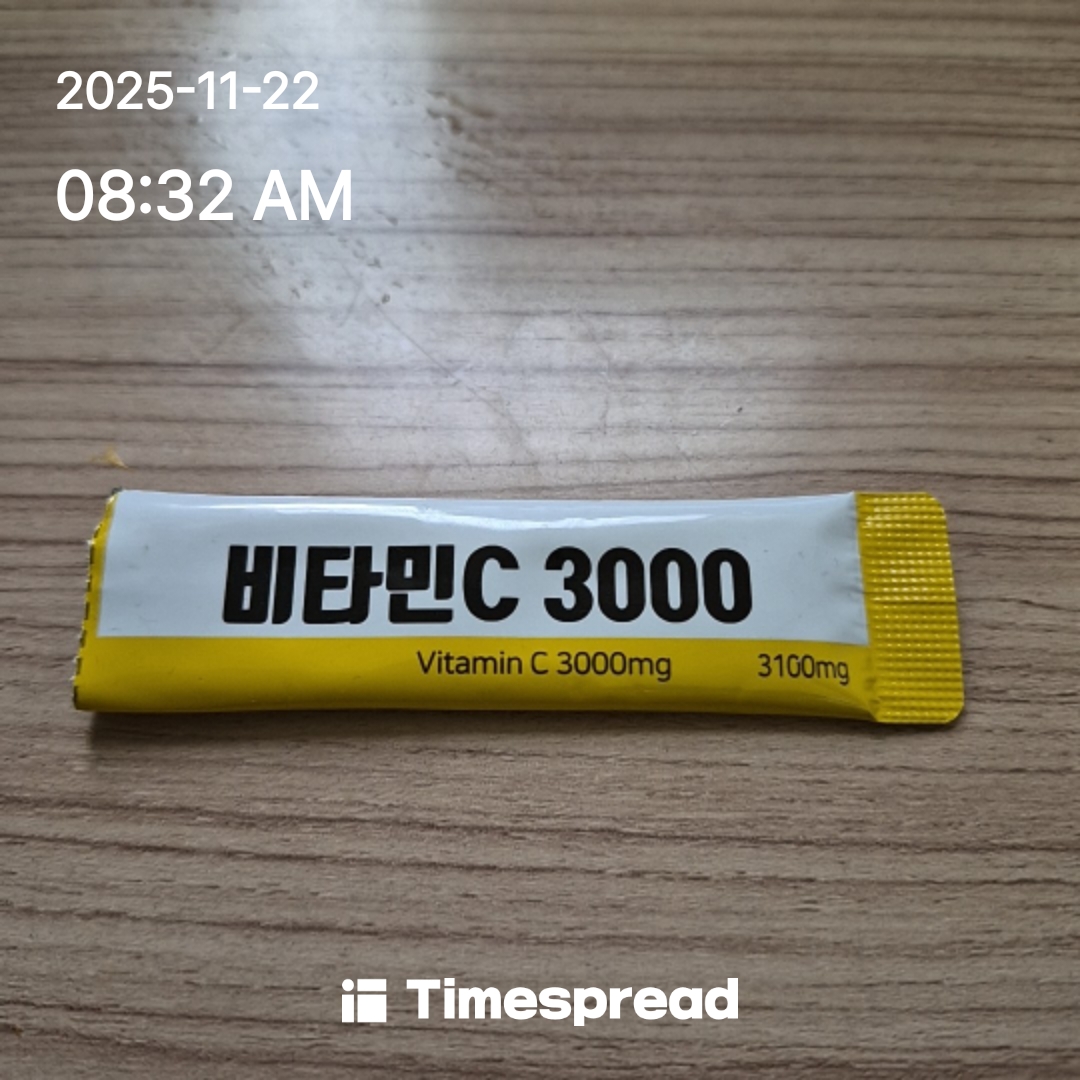 2025-11-22
08:32 AM
비타민C 3000
Vitamin C 3000mg 3100mg
Timespread